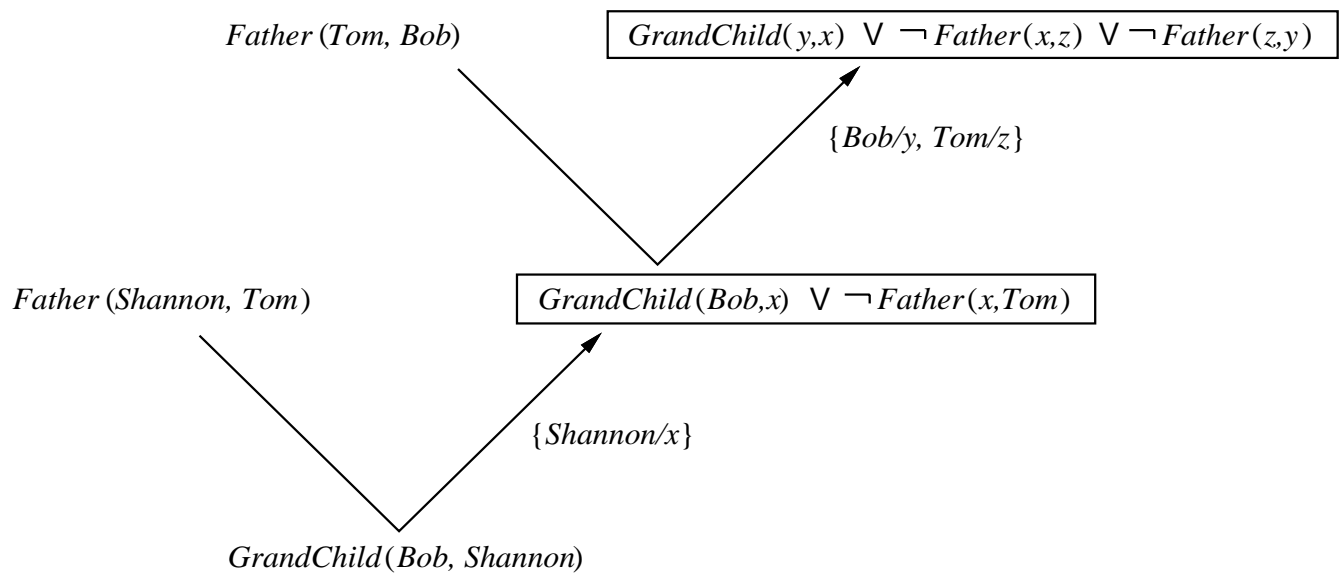 Father (Tom, Bob)
GrandChild(y,x) ∨ ¬ Father(x,z) ∨ ¬ Father(z,y)
{Bob/y, Tom/z}
Father (Shannon, Tom)
GrandChild(Bob,x) ∨ ¬ Father(x,Tom)
{Shannon/x}
GrandChild(Bob, Shannon)